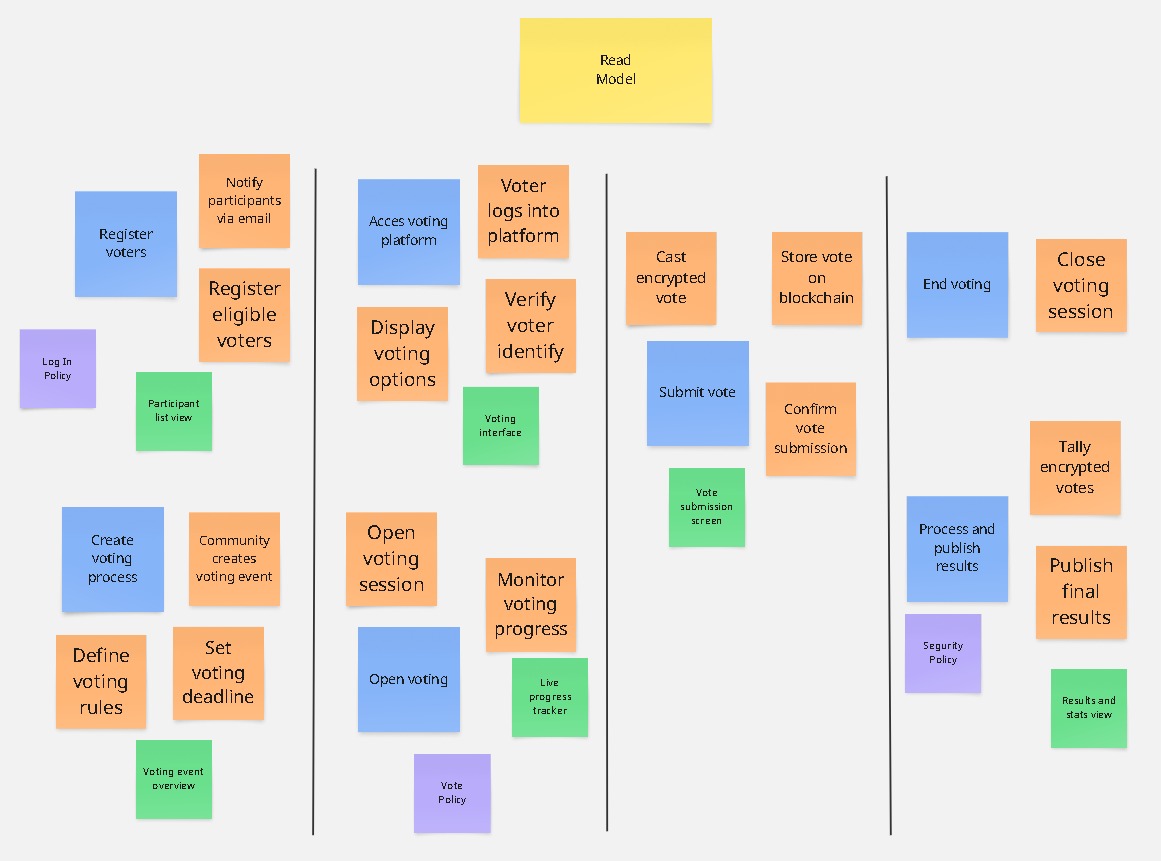 Read
Model
Notify
participants
via email
Register
voters
Register
eligible
voters
Log In
Policy
Participant
list view
Create
voting
process
Community
creates
voting event
Define
voting
rules
Set
voting
deadline
Voting event
overview
Acces voting
platform
Voter
logs into
platform
Display
voting
options
Verify
voter
identify
Voting
interface
Open
voting
session
Monitor
voting
progress
Open voting
Live
progress
tracker
Vote
Policy
Cast
encrypted
vote
Store vote
on
blockchain
Submit vote
Confirm
vote
submission
Vote
submission
screen
End voting
Close
voting
session
Tally
encrypted
votes
Process and
publish
results
Publish
final
results
Segurity
Policy
Results and
stats view